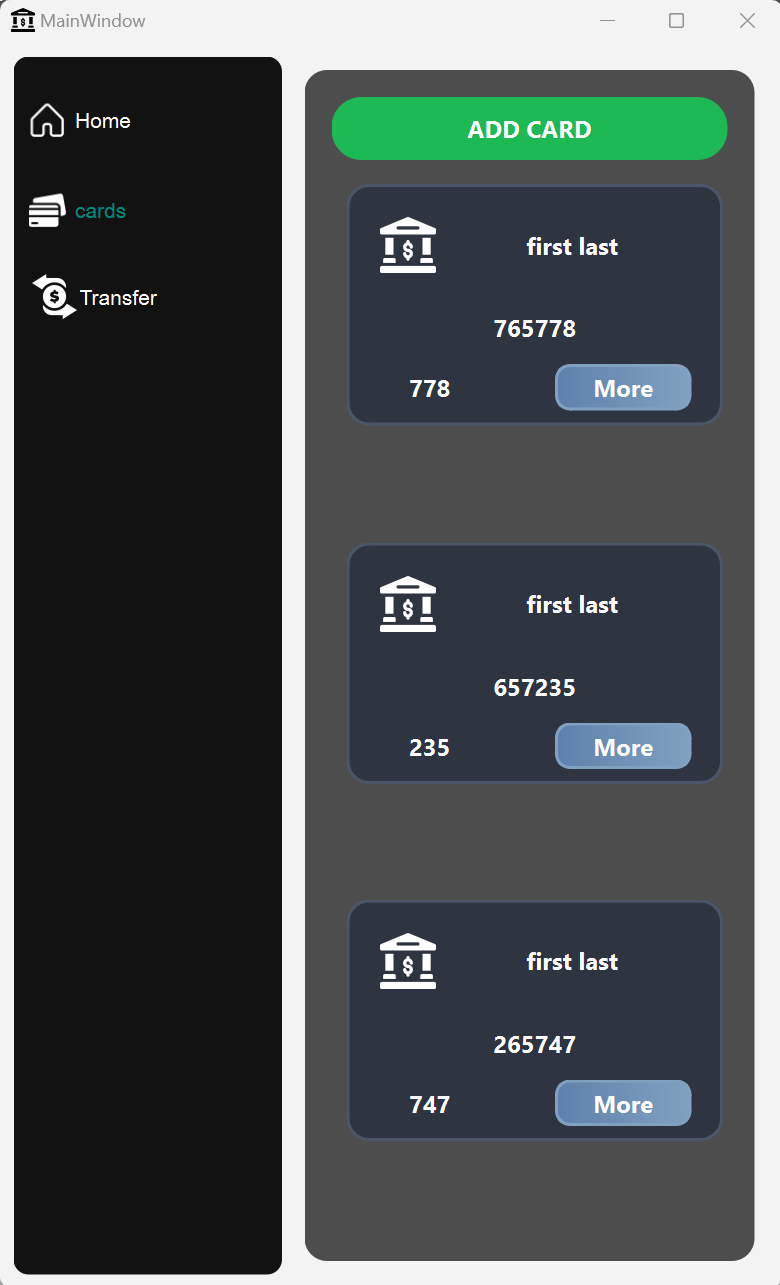 MainWindow
Home
cards
Transfer
ADD CARD
first last
765778
778 More
first last
657235
235 More
first last
265747
747 More